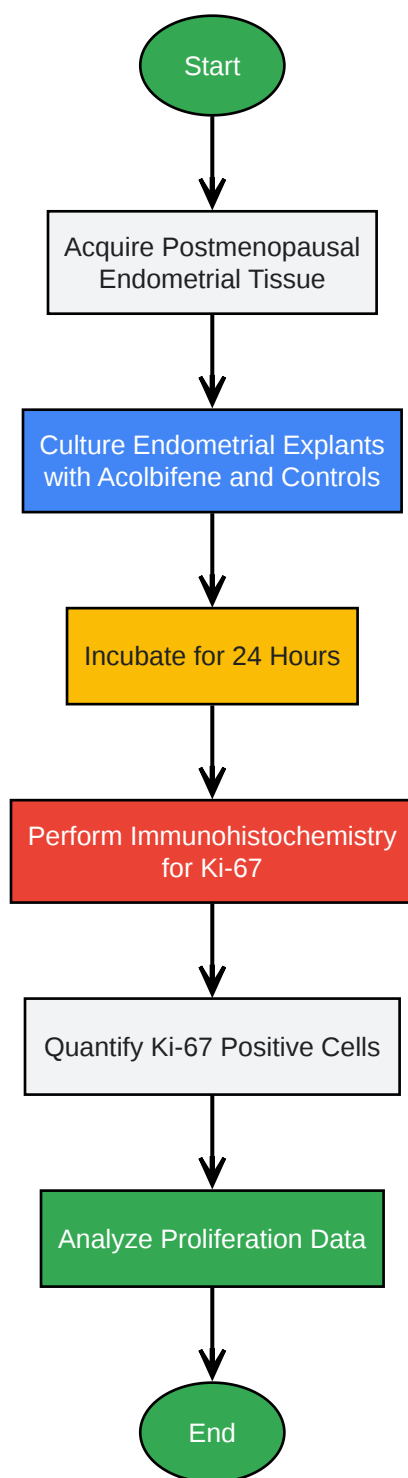 Start
Acquire Postmenopausal
Endometrial Tissue
Culture Endometrial Explants
with Acolbifene and Controls
Incubate for 24 Hours
Perform Immunohistochemistry
for Ki-67
Quantify Ki-67 Positive Cells
Analyze Proliferation Data
End